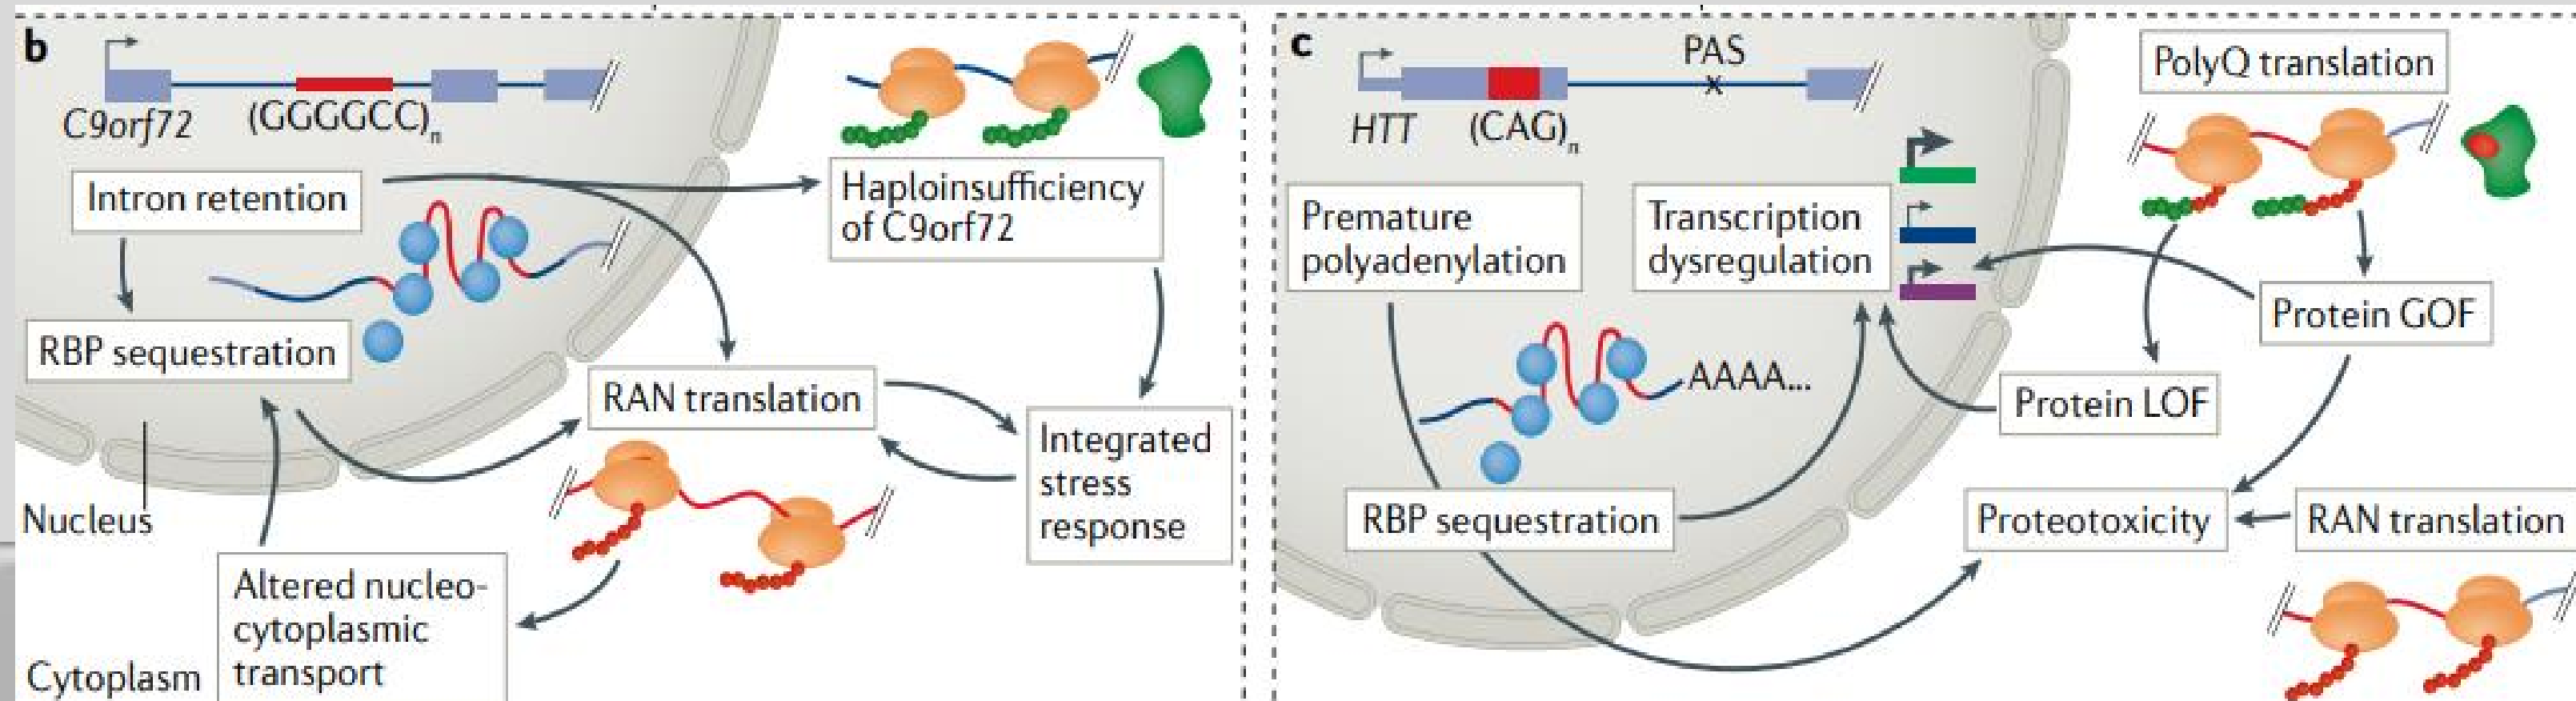 b
C9orf72
(GGGGCC)n
Intron retention
Haploinsufficiency
of C9orf72
RBP sequestration
RAN translation
Integrated
stress
response
Nucleus
Altered nucleo-
cytoplasmic
transport
Cytoplasm
c
PAS
x
HTT
(CAG)n
PolyQ translation
Premature
polyadenylation
Transcription
dysregulation
Protein GOF
AAAA...
Protein LOF
RBP sequestration
Proteotoxicity
RAN translation